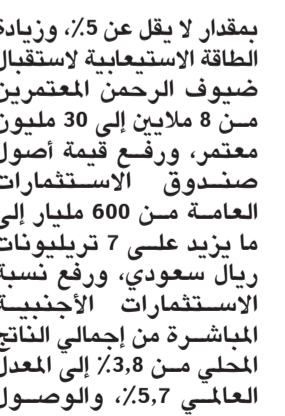 بمقدار لا يقل عن 5٪، وزيادة
الطاقة الاستيعابية لاستقبال
ضيوف الرحمن المعتمرين
من 8 ملايين إلى 30 مليون
معتمر، ورفع قيمة أصول
صندوق الاستثمارات
العامة من 600 مليار إلى
ما يزيد على 7 تريليونات
ريال سعودي، ورفع نسبة
الاستثمارات الأجنبية
المباشرة من إجمالي الناتج
المحلي من 3,8٪ إلى المعدل
العالمي 5,7٪، والوصول